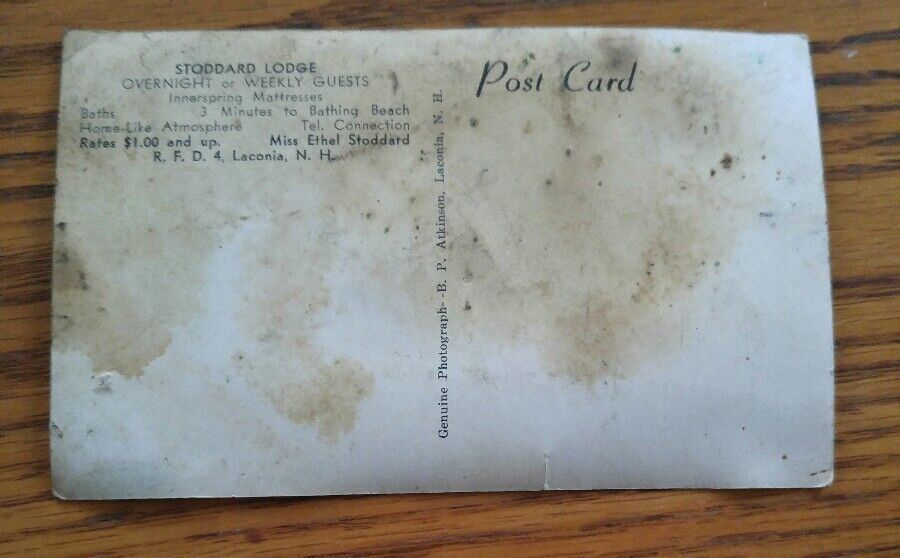 STODDARD LODGE
OVERNIGHT or WEEKLY GUESTS
Innerspring Mattresses
Baths 3 Minutes to Bathing Beach
Home-Like Atmosphere Tel. Connection
Rates $1.00 and up. Miss Ethel Stoddard
R. F. D. 4, Laconia, N. H.
Genuine Photograph--B. P. Atkinson, Laconia, N. H.
Post Card